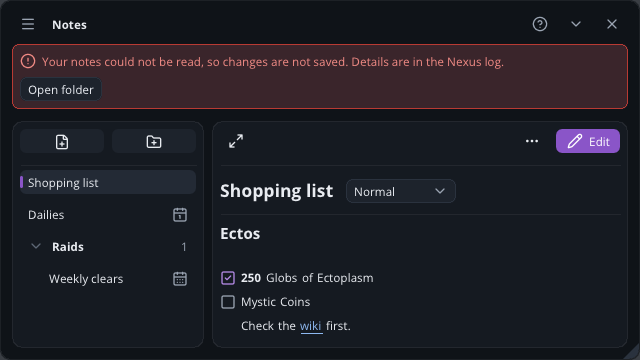 Notes
Your notes could not be read, so changes are not saved. Details are in the Nexus log.
Open folder
Edit
Shopping list
Dailies
Raids 1
Weekly clears
Shopping list Normal
Ectos
250 Globs of Ectoplasm
Mystic Coins
Check the wiki first.